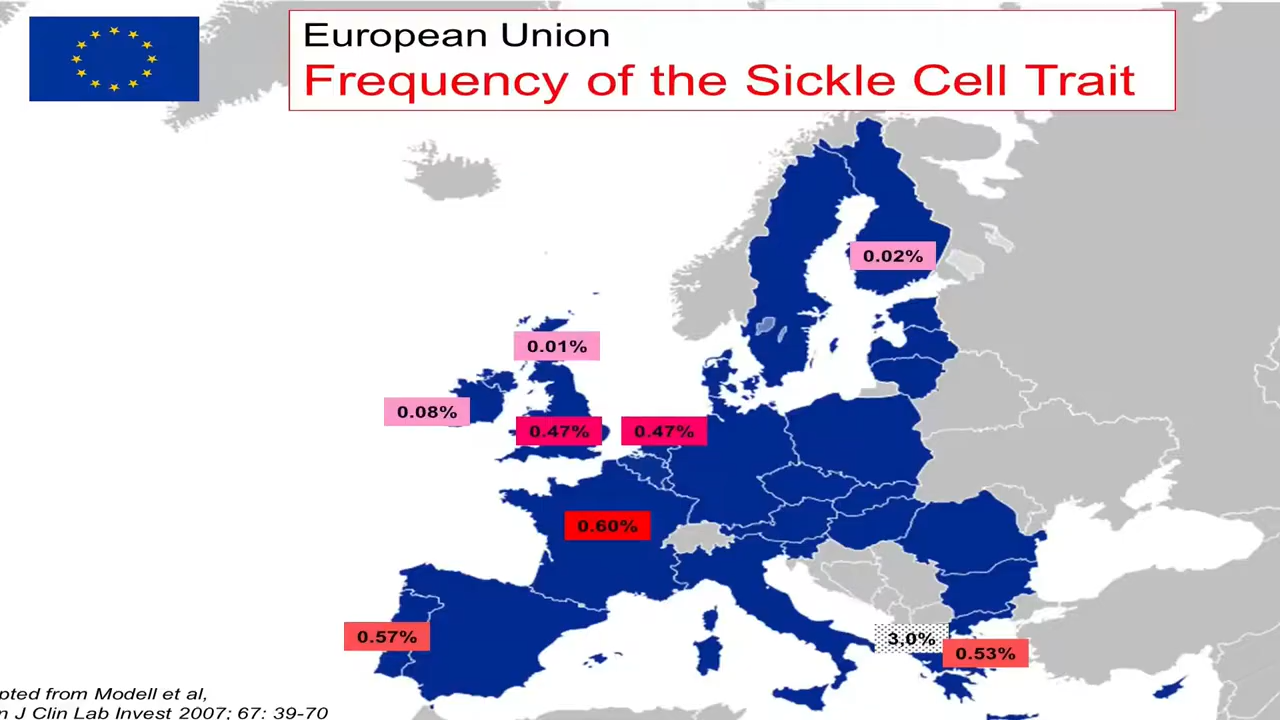 European Union
Frequency of the Sickle Cell Trait
0.02%
0.01%
0.08%
0.47%
0.47%
0.60%
0.57%
3.0%
0.53%
pted from Modell et al,
n J Clin Lab Invest 2007; 67: 39-70